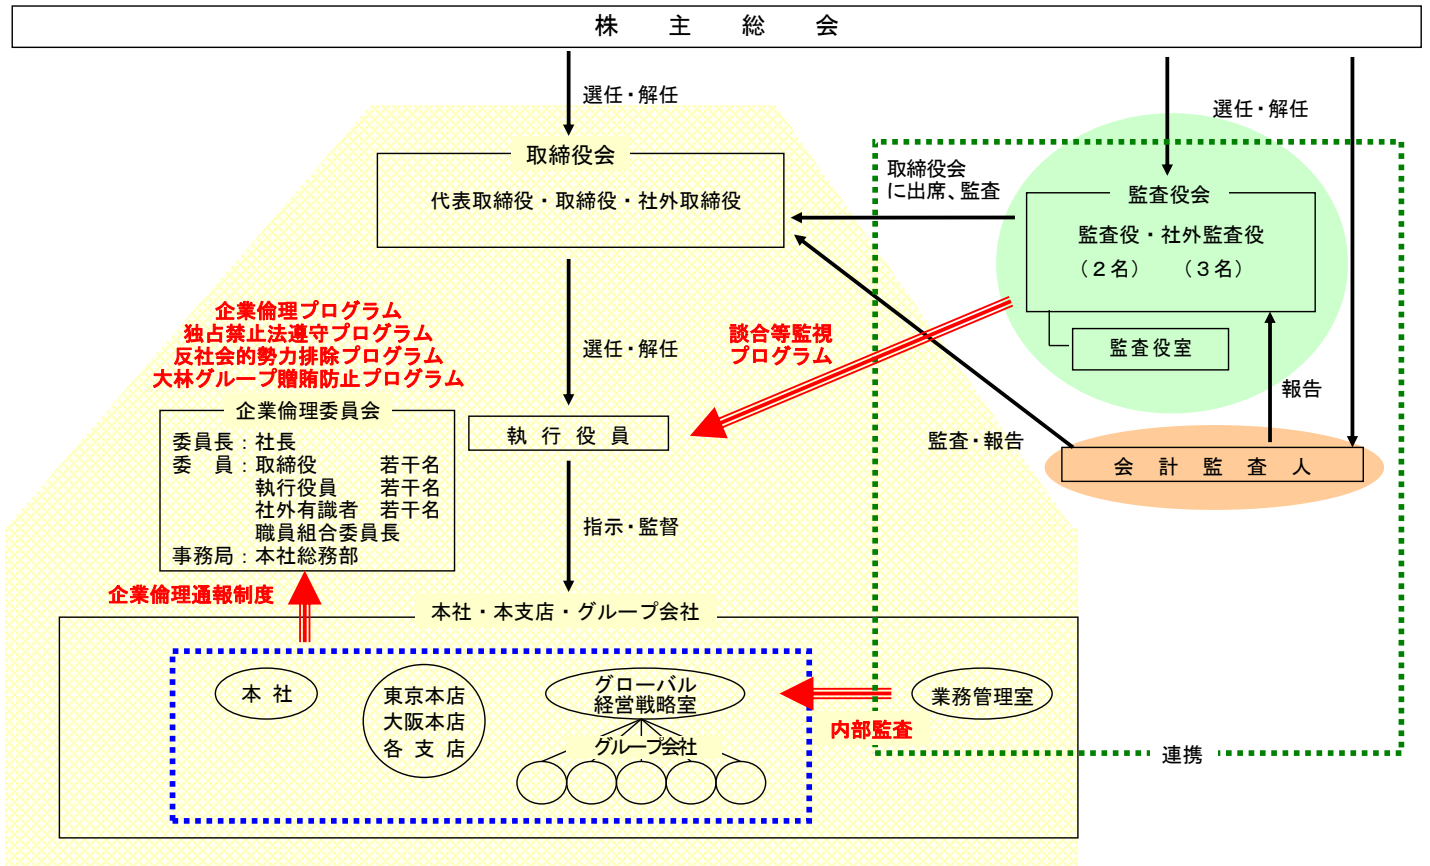 株　主　総　会
選任・解任
選任・解任
取締役会
代表取締役・取締役・社外取締役
取締役会
に出席、監査
監査役会
監査役・社外監査役
（２名）　（３名）
監査役室
企業倫理プログラム
独占禁止法遵守プログラム
反社会的勢力排除プログラム
大林グループ贈賄防止プログラム
選任・解任
談合等監視
プログラム
報告
企業倫理委員会
委員長：社長
委　員：取締役　　　若干名
執行役員　　若干名
社外有識者　若干名
職員組合委員長
事務局：本社総務部
執　行　役　員
監査・報告
会　計　監　査　人
指示・監督
企業倫理通報制度
本社・本支店・グループ会社
本　社
東京本店
大阪本店
各　支　店
グローバル
経営戦略室
グループ会社
業務管理室
内部監査
連携